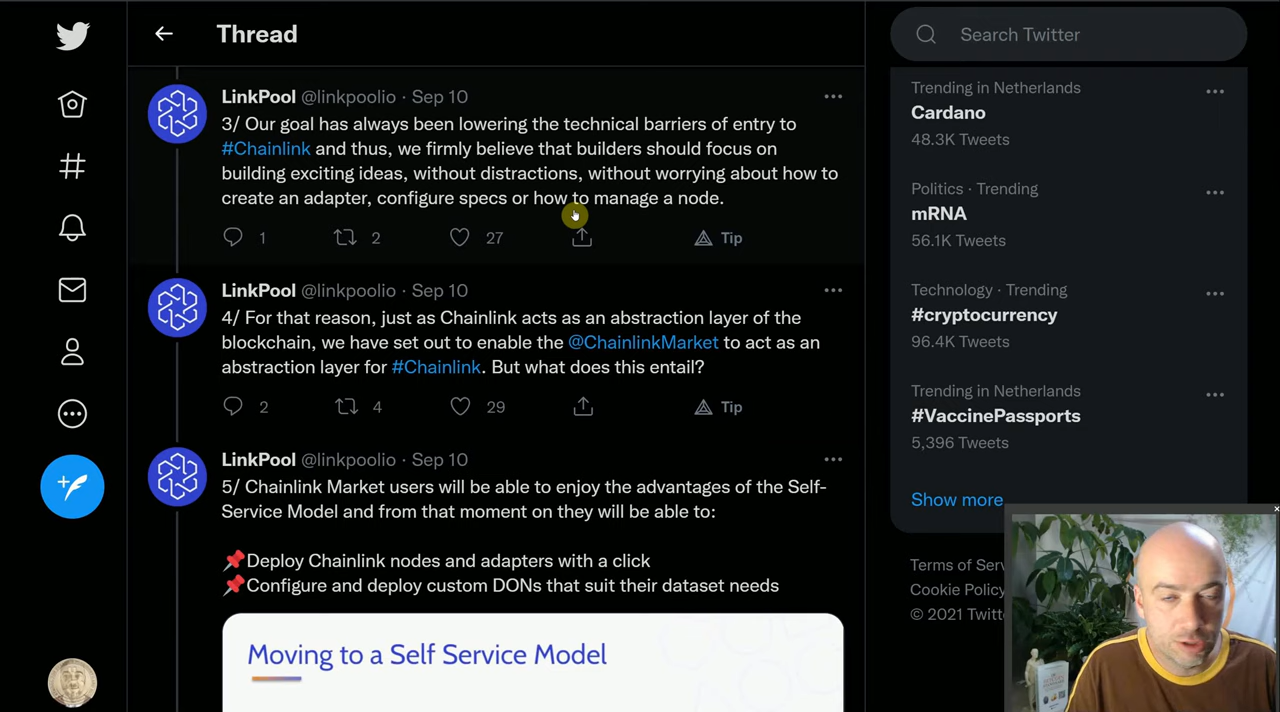 Thread
Search Twitter
LinkPool @linkpoolio · Sep 10
3/ Our goal has always been lowering the technical barriers of entry to
#Chainlink and thus, we firmly believe that builders should focus on
building exciting ideas, without distractions, without worrying about how to
create an adapter, configure specs or how to manage a node.
1 2 27 Tip
LinkPool @linkpoolio · Sep 10
4/ For that reason, just as Chainlink acts as an abstraction layer of the
blockchain, we have set out to enable the @ChainlinkMarket to act as an
abstraction layer for #Chainlink. But what does this entail?
2 4 29 Tip
LinkPool @linkpoolio · Sep 10
5/ Chainlink Market users will be able to enjoy the advantages of the Self-
Service Model and from that moment on they will be able to:
📌Deploy Chainlink nodes and adapters with a click
📌Configure and deploy custom DONs that suit their dataset needs
Moving to a Self Service Model
Trending in Netherlands
Cardano
48.3K Tweets
Politics · Trending
mRNA
56.1K Tweets
Technology · Trending
#cryptocurrency
96.4K Tweets
Trending in Netherlands
#VaccinePassports
5,396 Tweets
Show more
Terms of Serv
Cookie Policy
© 2021 Twitt